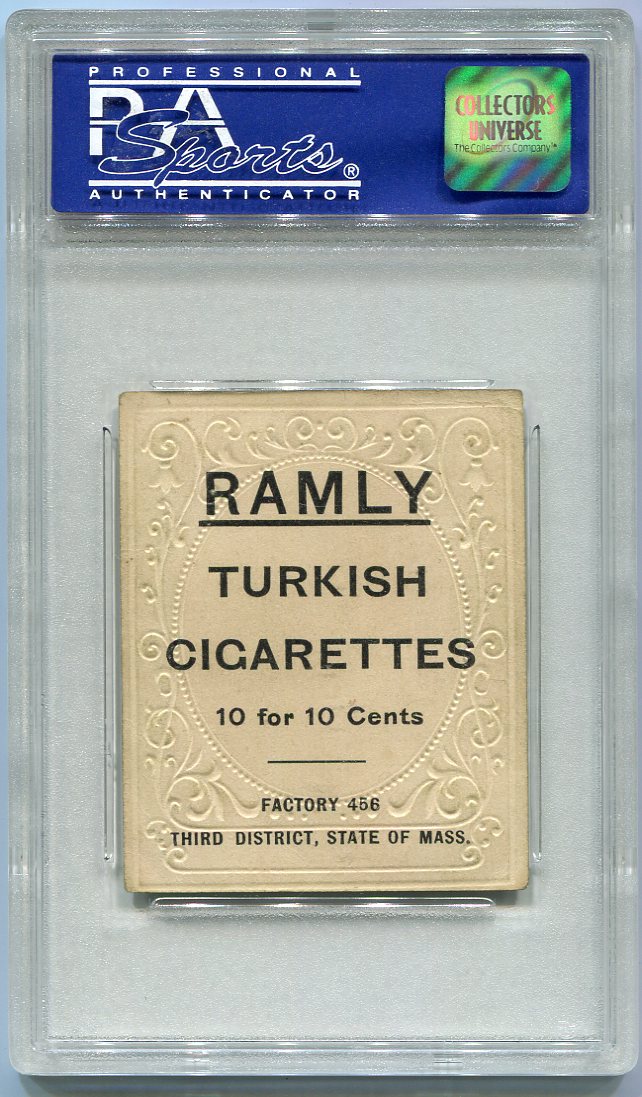 PROFESSIONAL
PSA
Sports®
AUTHENTICATOR
COLLECTORS
UNIVERSE
The Collectors Company™
RAMLY
TURKISH
CIGARETTES
10 for 10 Cents
FACTORY 456
THIRD DISTRICT, STATE OF MASS.